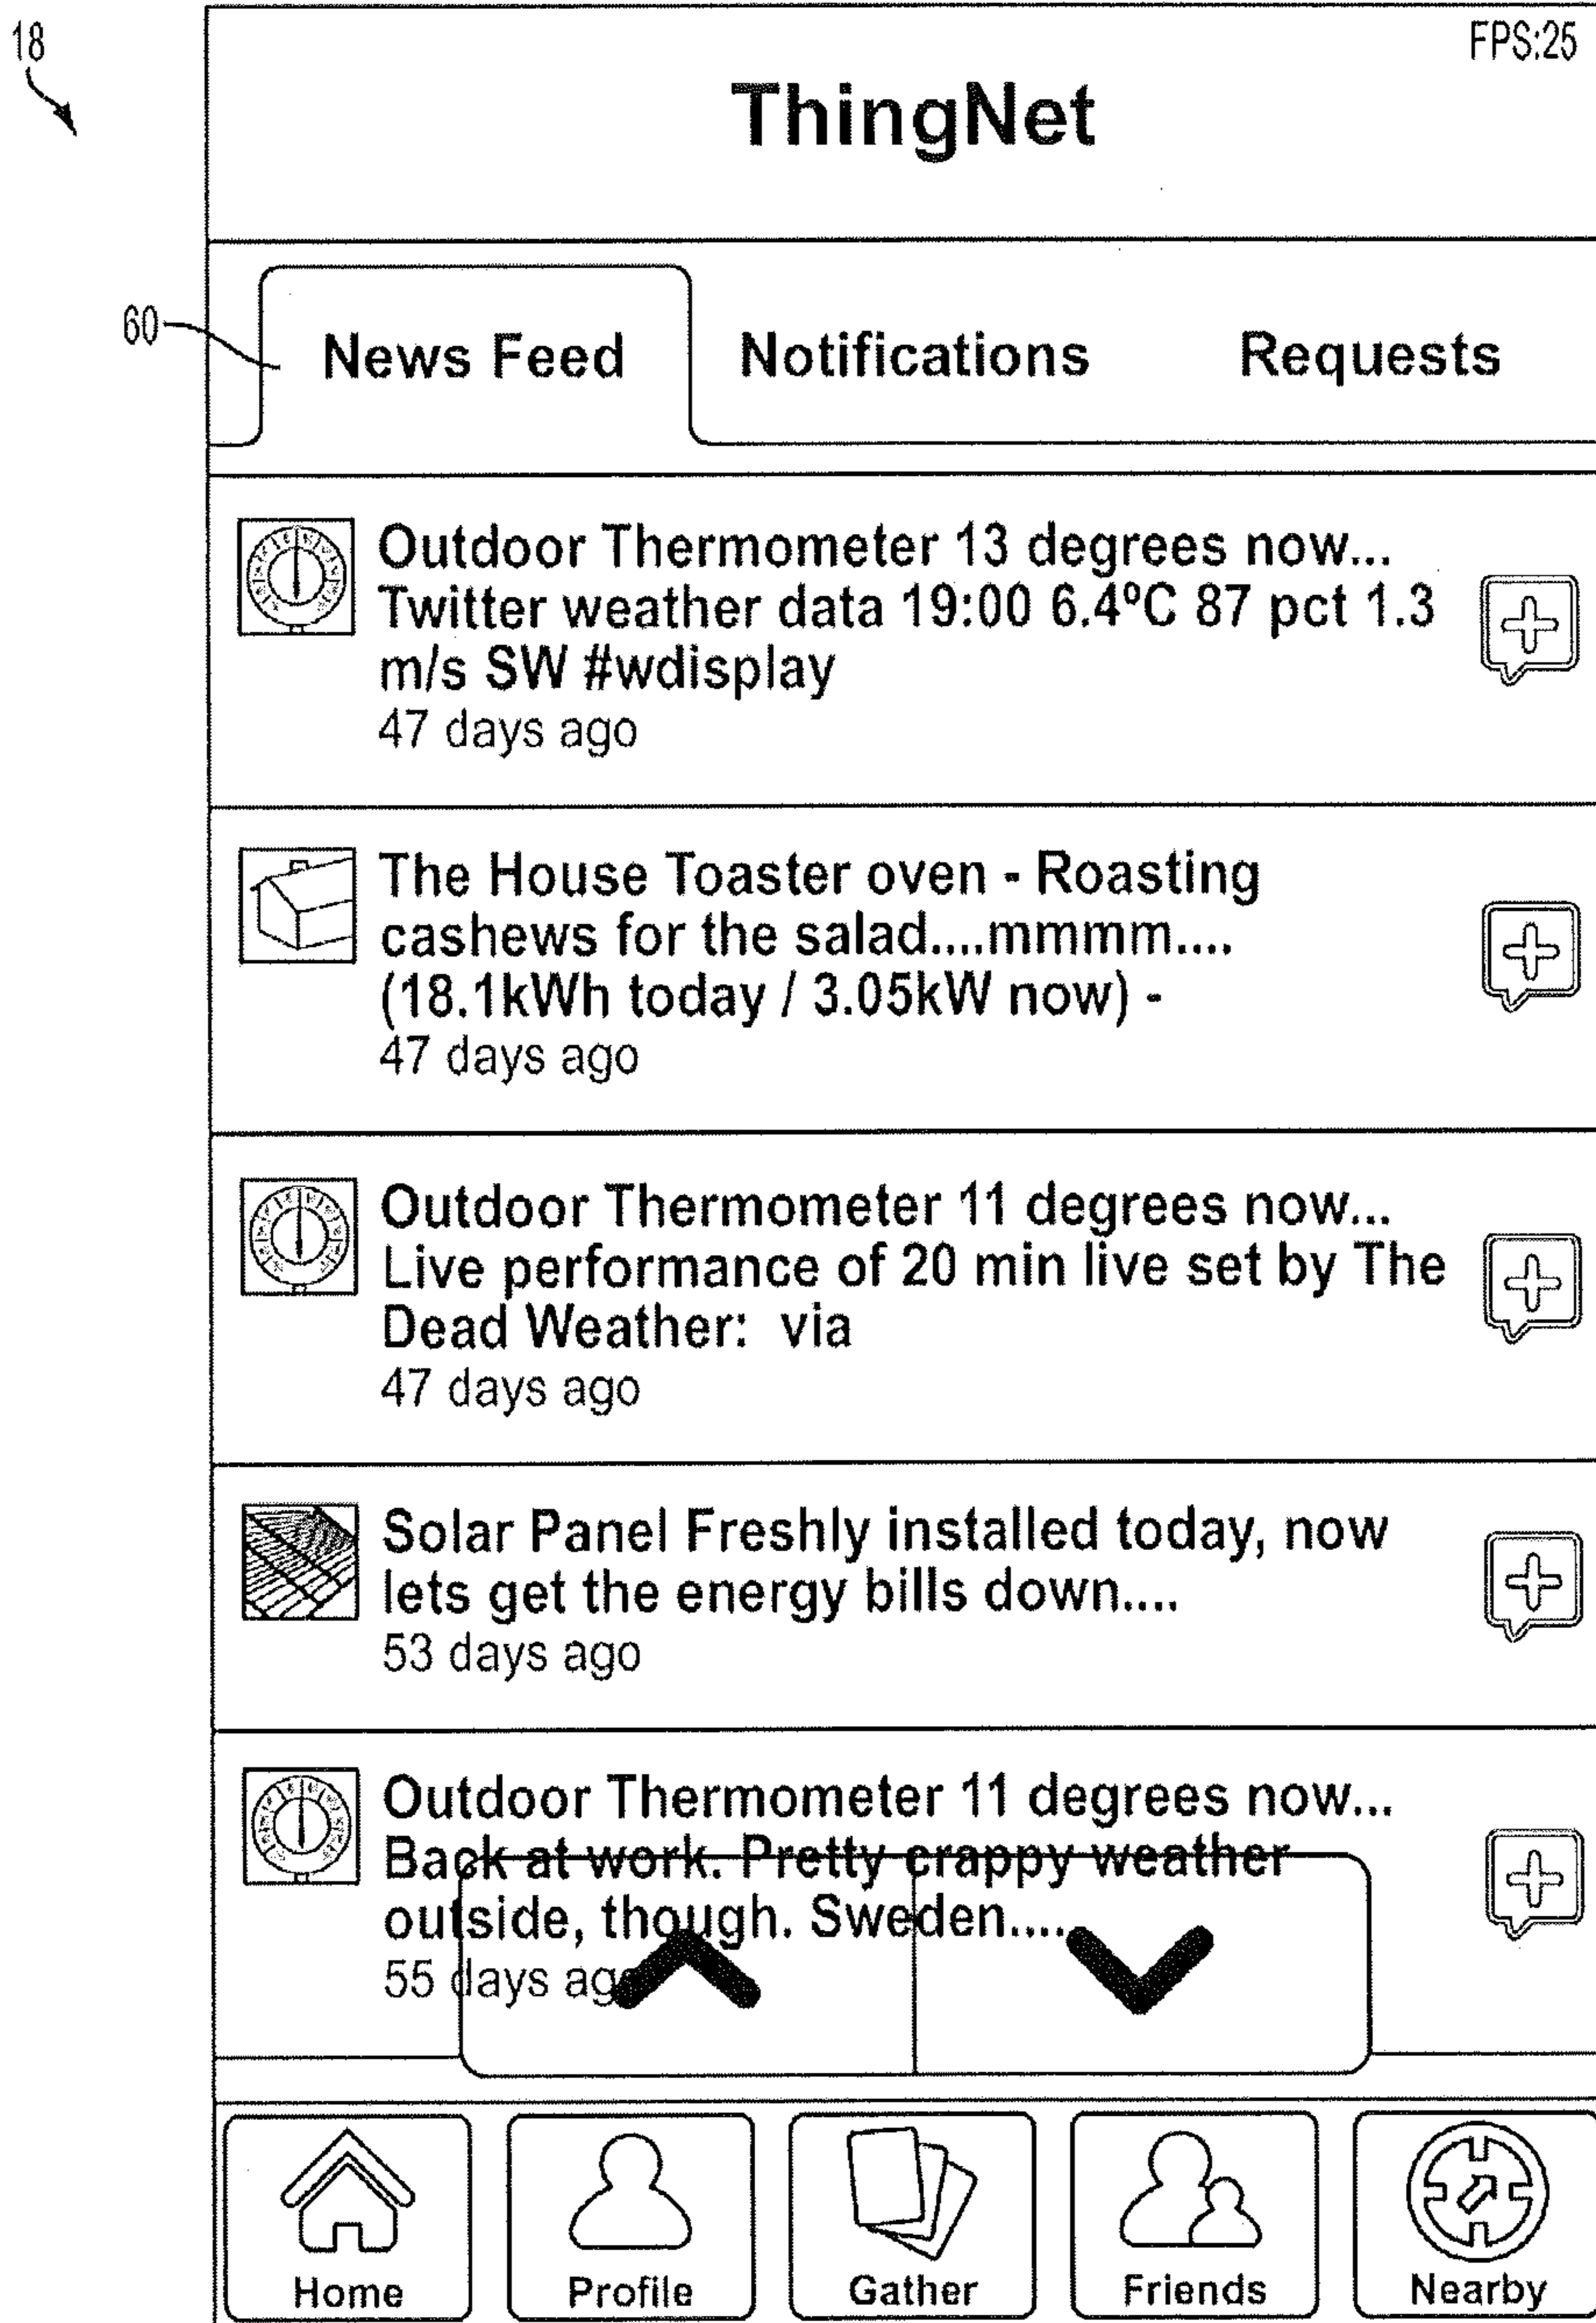 18
FPS:25
ThingNet
60
News Feed Notifications Requests
Outdoor Thermometer 13 degrees now...
Twitter weather data 19:00 6.4ºC 87 pct 1.3
m/s SW #wdisplay
47 days ago
The House Toaster oven - Roasting
cashews for the salad....mmmm....
(18.1kWh today / 3.05kW now) -
47 days ago
Outdoor Thermometer 11 degrees now...
Live performance of 20 min live set by The
Dead Weather: via
47 days ago
Solar Panel Freshly installed today, now
lets get the energy bills down....
53 days ago
Outdoor Thermometer 11 degrees now...
Back at work. Pretty crappy weather
outside, though. Sweden....
55 days ago
Home Profile Gather Friends Nearby